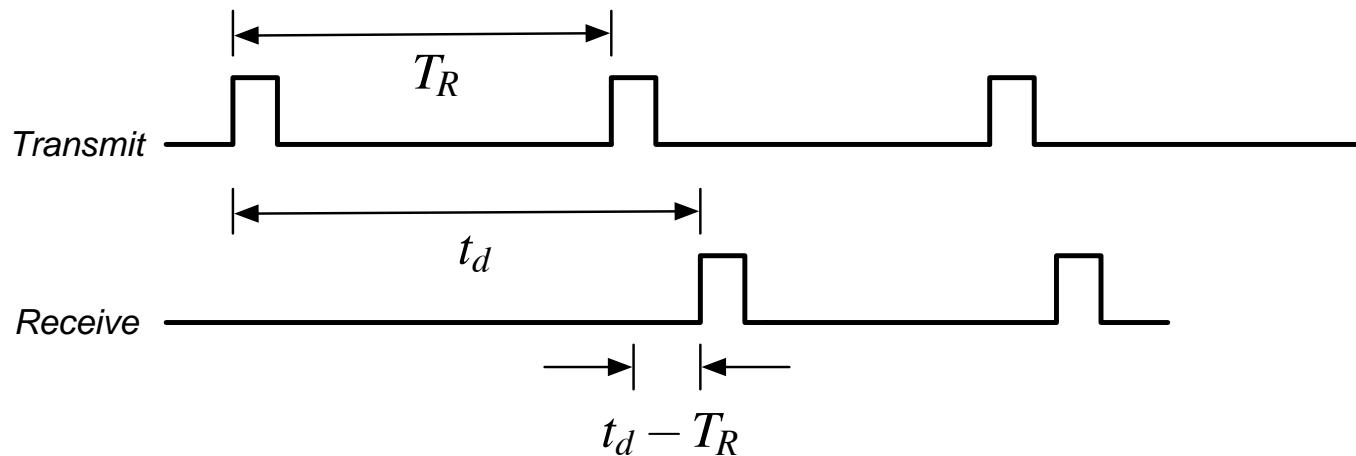 T_R
Transmit
t_d
Receive
t_d − T_R